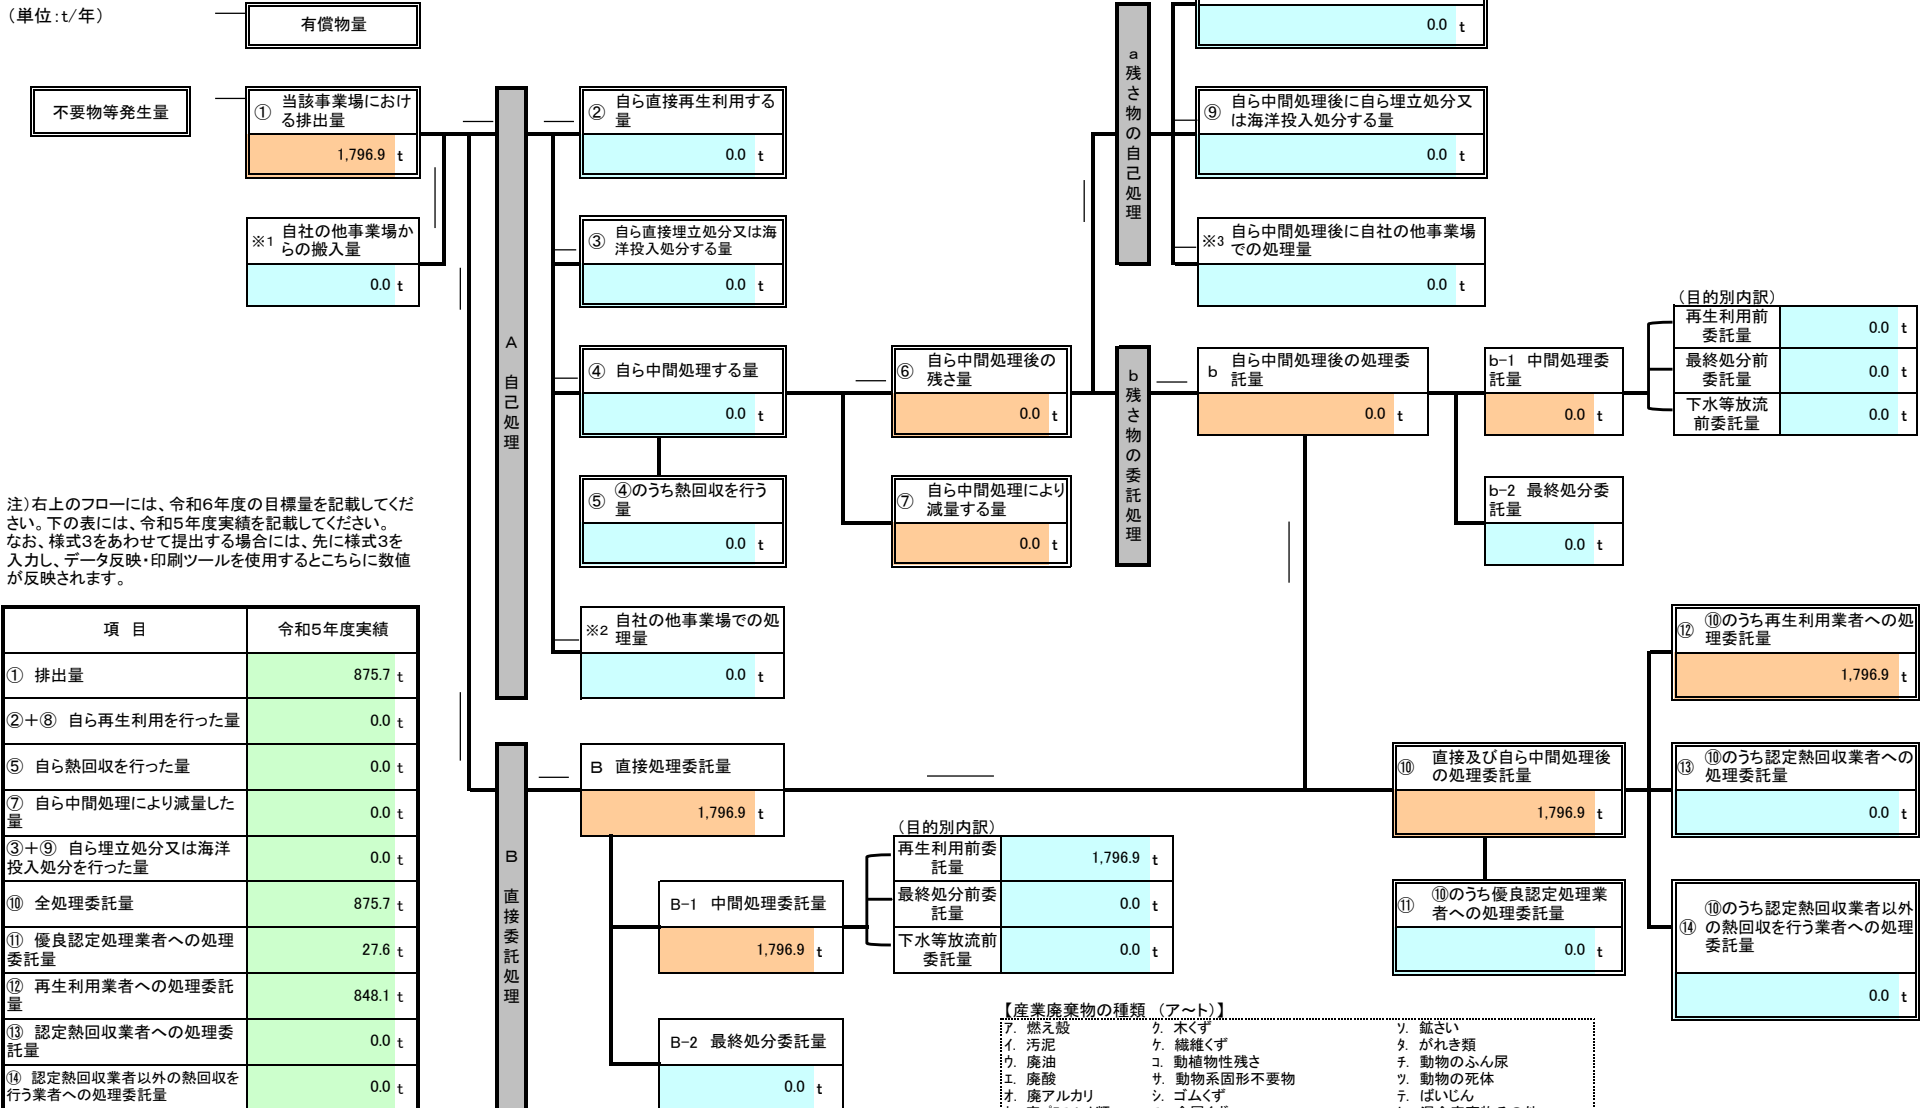 （単位：t／年）
有償物量
不要物等発生量
① 当該事業場におけ
る排出量
1,796.9 t
※1 自社の他事業場か
らの搬入量
0.0 t
A 自己処理
② 自ら直接再生利用する
量
0.0 t
③ 自ら直接埋立処分又は海
洋投入処分する量
0.0 t
④ 自ら中間処理する量
0.0 t
⑤ ④のうち熱回収を行う
量
0.0 t
※2 自社の他事業場での処
理量
0.0 t
⑥ 自ら中間処理後の
残さ量
0.0 t
⑦ 自ら中間処理により
減量する量
0.0 t
a 残さ物の自己処理
0.0 t
⑨ 自ら中間処理後に自ら埋立処分又
は海洋投入処分する量
0.0 t
※3 自ら中間処理後に自社の他事業場
での処理量
0.0 t
b 残さ物の委託処理
b 自ら中間処理後の処理委
託量
0.0 t
b-1 中間処理委
託量
0.0 t
（目的別内訳）
再生利用前
委託量
0.0 t
最終処分前
委託量
0.0 t
下水等放流
前委託量
0.0 t
b-2 最終処分委
託量
0.0 t
注）右上のフローには、令和6年度の目標量を記載してくだ
さい。下の表には、令和5年度実績を記載してください。
なお、様式3をあわせて提出する場合には、先に様式3を
入力し、データ反映・印刷ツールを使用するとこちらに数値
が反映されます。
項 目 令和5年度実績
① 排出量 875.7 t
②＋⑧ 自ら再生利用を行った量 0.0 t
⑤ 自ら熱回収を行った量 0.0 t
⑦ 自ら中間処理により減量した
量 0.0 t
③＋⑨ 自ら埋立処分又は海洋
投入処分を行った量 0.0 t
⑩ 全処理委託量 875.7 t
⑪ 優良認定処理業者への処理
委託量 27.6 t
⑫ 再生利用業者への処理委託
量 848.1 t
⑬ 認定熱回収業者への処理委
託量 0.0 t
⑭ 認定熱回収業者以外の熱回収を
行う業者への処理委託量 0.0 t
B 直接委託処理
B 直接処理委託量
1,796.9 t
B-1 中間処理委託量
1,796.9 t
（目的別内訳）
再生利用前委
託量
1,796.9 t
最終処分前委
託量
0.0 t
下水等放流前
委託量
0.0 t
B-2 最終処分委託量
0.0 t
⑩ 直接及び自ら中間処理後
の処理委託量
1,796.9 t
⑪ ⑩のうち優良認定処理業
者への処理委託量
0.0 t
⑫ ⑩のうち再生利用業者への処
理委託量
1,796.9 t
⑬ ⑩のうち認定熱回収業者への
処理委託量
0.0 t
⑭ ⑩のうち認定熱回収業者以外
の熱回収を行う業者への処理
委託量
0.0 t
【産業廃棄物の種類 （ア～ト）】
ア. 燃え殻 ク. 木くず ソ. 鉱さい
イ. 汚泥 ケ. 繊維くず タ. がれき類
ウ. 廃油 コ. 動植物性残さ チ. 動物のふん尿
エ. 廃酸 サ. 動物系固形不要物 ツ. 動物の死体
オ. 廃アルカリ シ. ゴムくず テ. ばいじん